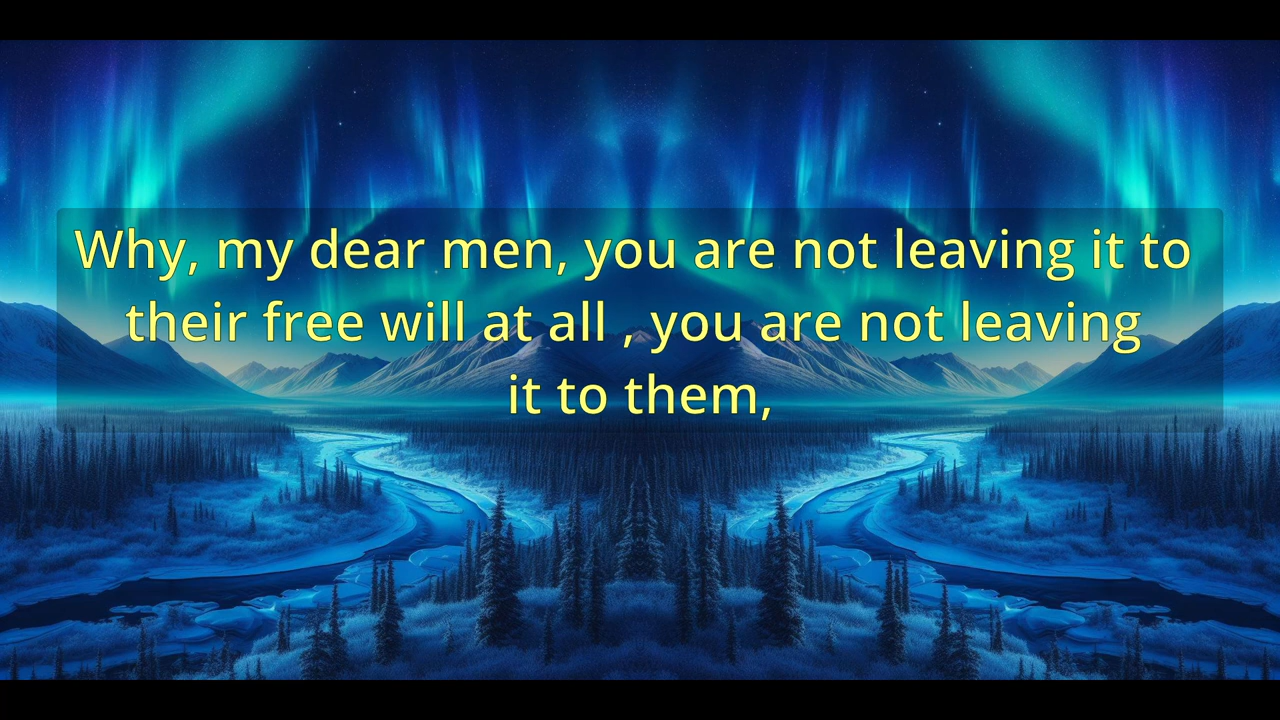 Why, my dear men, you are not leaving it to
their free will at all , you are not leaving
it to them,